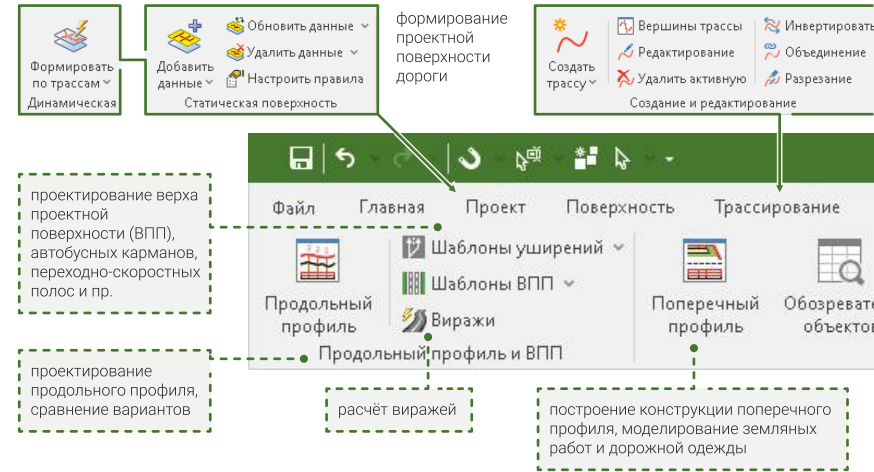 Формировать
по трассам
Динамическая
Добавить
данные
Обновить данные
Удалить данные
Настроить правила
Статическая поверхность
формирование
проектной
поверхности
дороги
Создать
трассу
Вершины трассы
Редактирование
Удалить активную
Инвертировать
Объединение
Разрезание
Создание и редактирование
Файл
Главная
Проект
Поверхность
Трассирование
проектирование верха
проектной
поверхности (ВПП),
автобусных карманов,
переходно-скоростных
полос и пр.
Продольный
профиль
Шаблоны уширений
Шаблоны ВПП
Виражи
Продольный профиль и ВПП
Поперечный
профиль
Обозревате
объектов
проектирование
продольного профиля,
сравнение вариантов
расчёт виражей
построение конструкции поперечного
профиля, моделирование земляных
работ и дорожной одежды